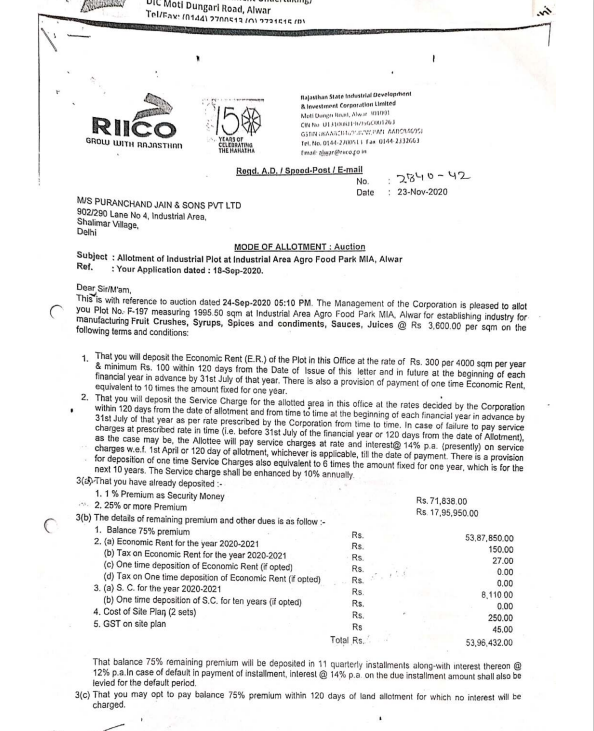 DIC Moti Dungari Road, Alwar
Tel/Fax: (0144) 2700513 (O) 2731515 (R)
RIICO
GROW WITH RAJASTHAN
150
YEARS OF
CELEBRATING
THE MAHATMA
Rajasthan State Industrial Development
& Investment Corporation Limited
Moti Dungri Road, Alwar 301001
Tel. No. 0144-2700513 Fax 0144-2332663
Email: alwar@riico.co.in
Regd. A.D. / Speed-Post / E-mail
No. : 2840-42
Date : 23-Nov-2020
M/S PURANCHAND JAIN & SONS PVT LTD
902/290 Lane No 4, Industrial Area,
Shalimar Village,
Delhi
MODE OF ALLOTMENT : Auction
Subject : Allotment of Industrial Plot at Industrial Area Agro Food Park MIA, Alwar
Ref. : Your Application dated : 18-Sep-2020.
Dear Sir/M'am,
This is with reference to auction dated 24-Sep-2020 05:10 PM. The Management of the Corporation is pleased to allot
you Plot No. F-197 measuring 1995.50 sqm at Industrial Area Agro Food Park MIA, Alwar for establishing industry for
manufacturing Fruit Crushes, Syrups, Spices and condiments, Sauces, Juices @ Rs 3,600.00 per sqm on the
following terms and conditions:
1. That you will deposit the Economic Rent (E.R.) of the Plot in this Office at the rate of Rs. 300 per 4000 sqm per year
& minimum Rs. 100 within 120 days from the Date of Issue of this letter and in future at the beginning of each
financial year in advance by 31st July of that year. There is also a provision of payment of one time Economic Rent,
equivalent to 10 times the amount fixed for one year.
2. That you will deposit the Service Charge for the allotted area in this office at the rates decided by the Corporation
within 120 days from the date of allotment and from time to time at the beginning of each financial year in advance by
31st July of that year as per rate prescribed by the Corporation from time to time. In case of failure to pay service
charges at prescribed rate in time (i.e. before 31st July of the financial year or 120 days from the date of Allotment),
as the case may be, the Allottee will pay service charges at rate and interest@ 14% p.a. (presently) on service
charges w.e.f. 1st April or 120 day of allotment, whichever is applicable, till the date of payment. There is a provision
for deposition of one time Service Charges also equivalent to 6 times the amount fixed for one year, which is for the
next 10 years. The Service charge shall be enhanced by 10% annually.
3(a) That you have already deposited :-
1. 1 % Premium as Security Money Rs. 71,838.00
2. 25% or more Premium Rs. 17,95,950.00
3(b) The details of remaining premium and other dues is as follow :-
1. Balance 75% premium Rs. 53,87,850.00
2. (a) Economic Rent for the year 2020-2021 Rs. 150.00
(b) Tax on Economic Rent for the year 2020-2021 Rs. 27.00
(c) One time deposition of Economic Rent (if opted) Rs. 0.00
(d) Tax on One time deposition of Economic Rent (if opted) Rs. 0.00
3. (a) S. C. for the year 2020-2021 Rs. 8,110.00
(b) One time deposition of S.C. for ten years (if opted) Rs. 0.00
4. Cost of Site Plan (2 sets) Rs. 250.00
5. GST on site plan Rs 45.00
Total Rs. 53,96,432.00
That balance 75% remaining premium will be deposited in 11 quarterly installments along-with interest thereon @
12% p.a.In case of default in payment of installment, interest @ 14% p.a. on the due installment amount shall also be
levied for the default period.
3(c) That you may opt to pay balance 75% premium within 120 days of land allotment for which no interest will be
charged.